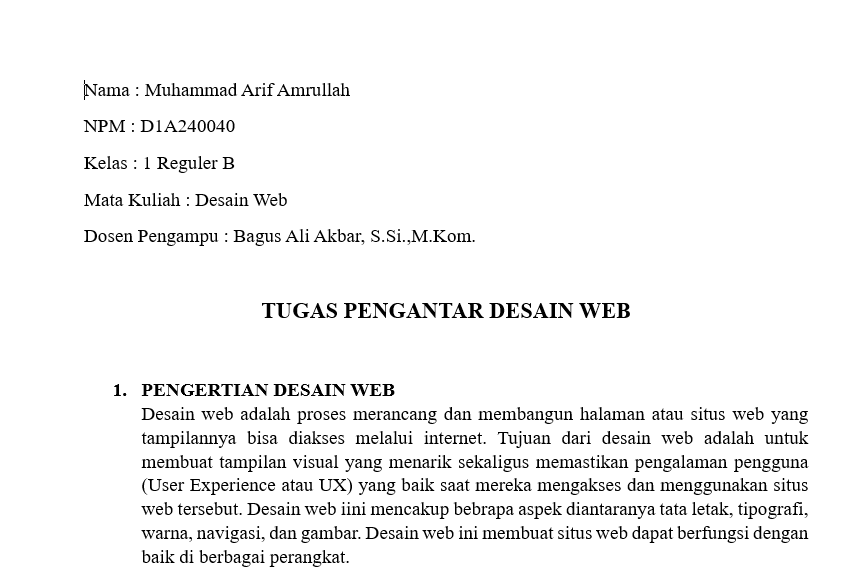 Nama : Muhammad Arif Amrullah
NPM : D1A240040
Kelas : 1 Reguler B
Mata Kuliah : Desain Web
Dosen Pengampu : Bagus Ali Akbar, S.Si.,M.Kom.
TUGAS PENGANTAR DESAIN WEB
1. PENGERTIAN DESAIN WEB
Desain web adalah proses merancang dan membangun halaman atau situs web yang
tampilannya bisa diakses melalui internet. Tujuan dari desain web adalah untuk
membuat tampilan visual yang menarik sekaligus memastikan pengalaman pengguna
(User Experience atau UX) yang baik saat mereka mengakses dan menggunakan situs
web tersebut. Desain web iini mencakup bebrapa aspek diantaranya tata letak, tipografi,
warna, navigasi, dan gambar. Desain web ini membuat situs web dapat berfungsi dengan
baik di berbagai perangkat.